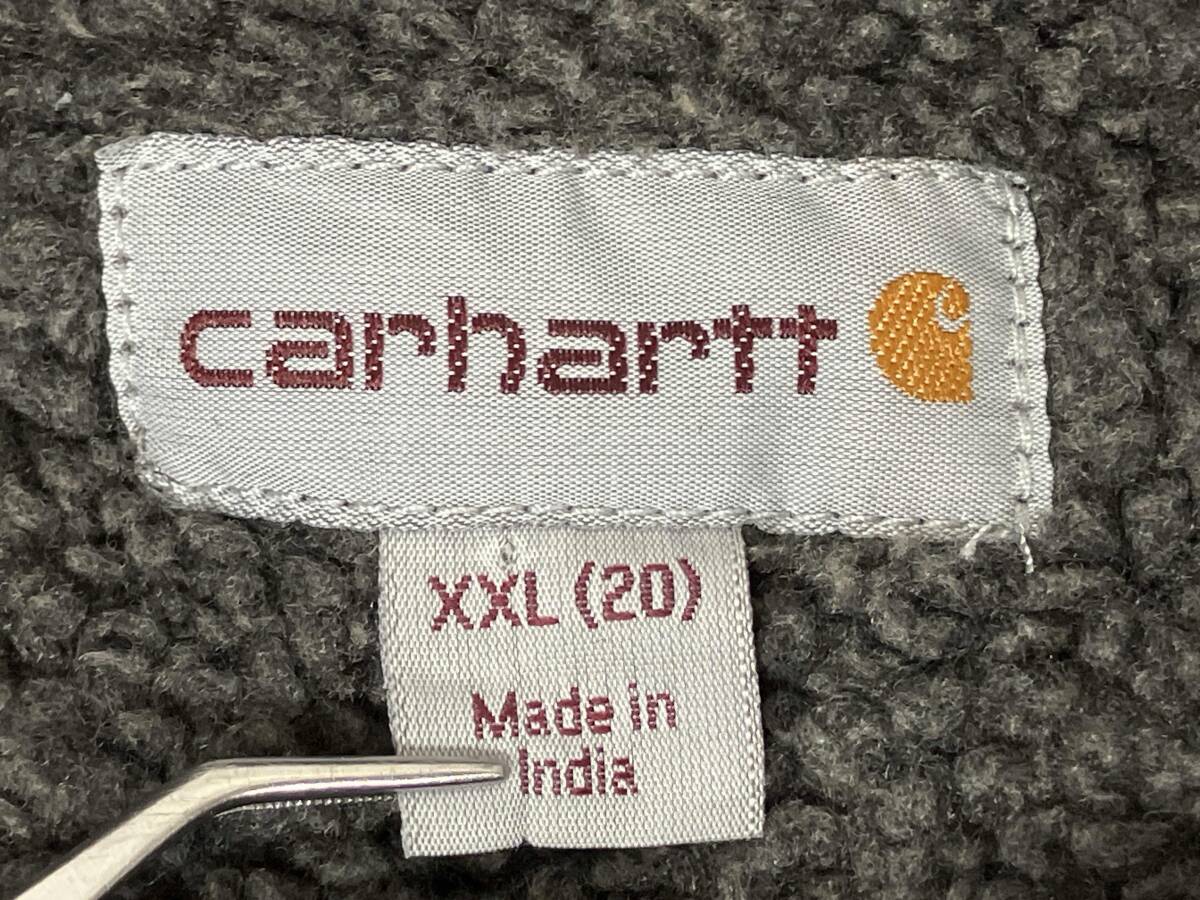 carhartt
XXL (20)
Made in
India